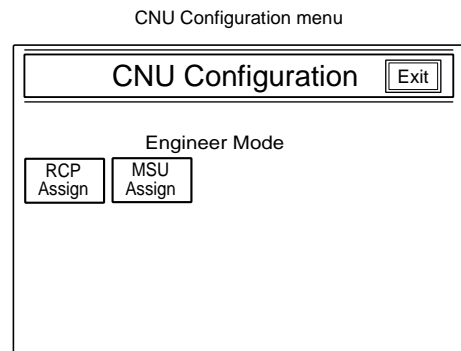 CNU Configuration menu
CNU Configuration
Exit
Engineer Mode
RCP
Assign
MSU
Assign